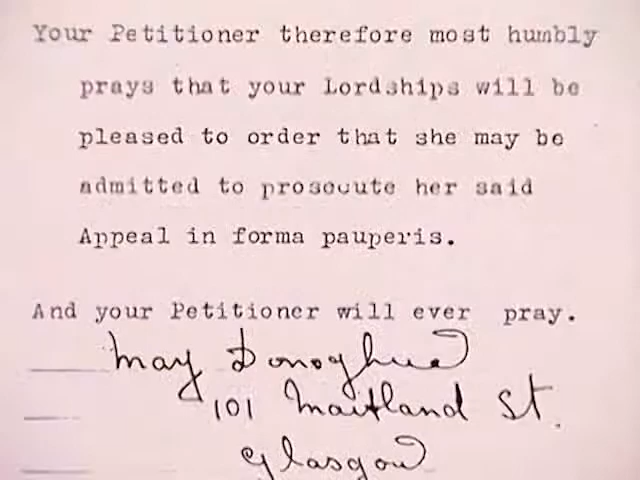 Your Petitioner therefore most humbly
prays that your Lordships will be
pleased to order that she may be
admitted to prosecute her said
Appeal in forma pauperis.
And your Petitioner will ever pray.
May Donoghue
101 Maitland St.
Glasgow